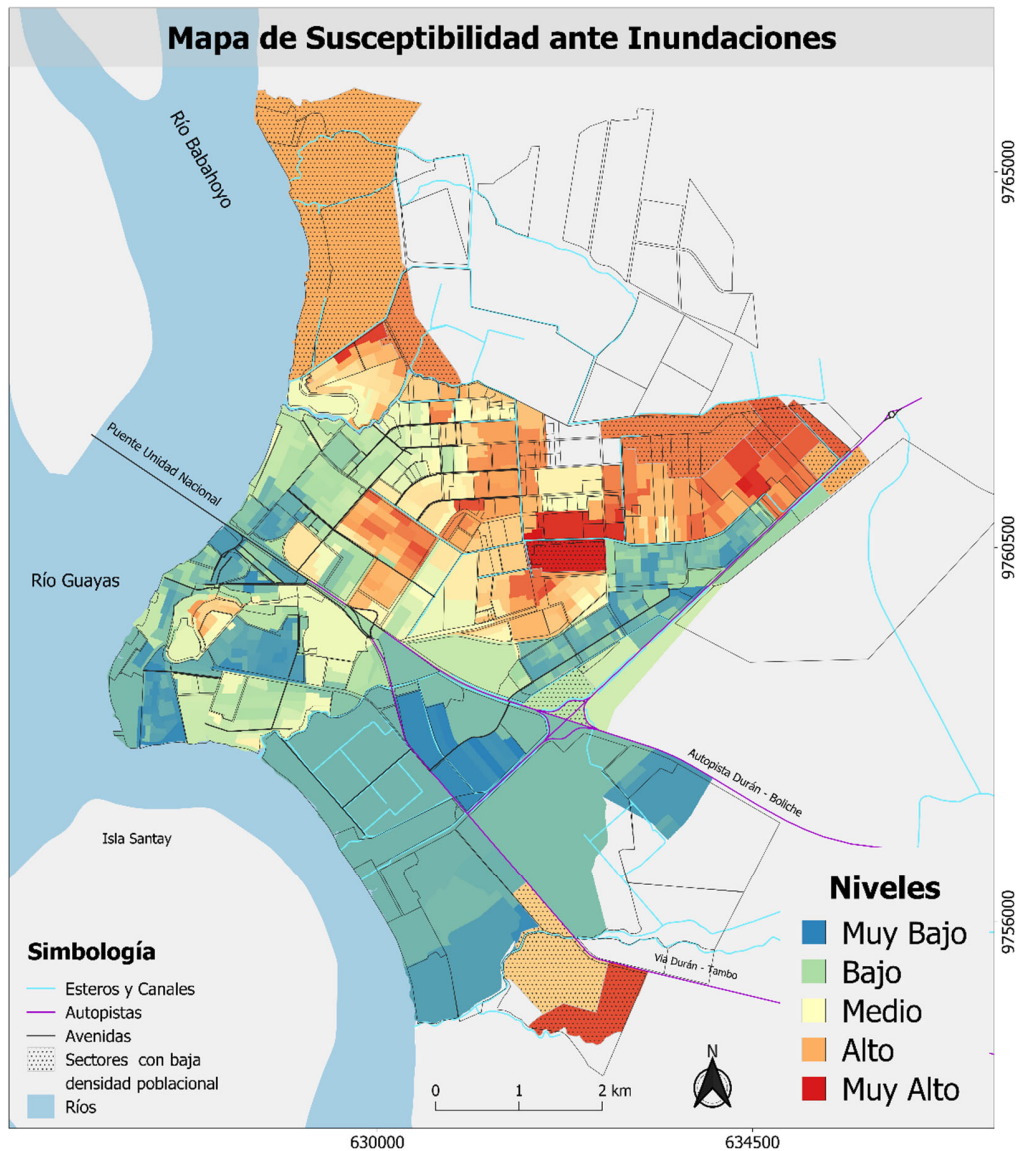 Mapa de Susceptibilidad ante Inundaciones
Río Babahoyo
9765000
Puente Unidad Nacional
Río Guayas
9760500
Autopista Durán - Boliche
Isla Santay
Niveles
Muy Bajo
Bajo
Medio
Alto
Muy Alto
9756000
Vía Durán - Tambo
Simbología
Esteros y Canales
Autopistas
Avenidas
Sectores con baja
densidad poblacional
Ríos
N
0 1 2 km
630000 634500